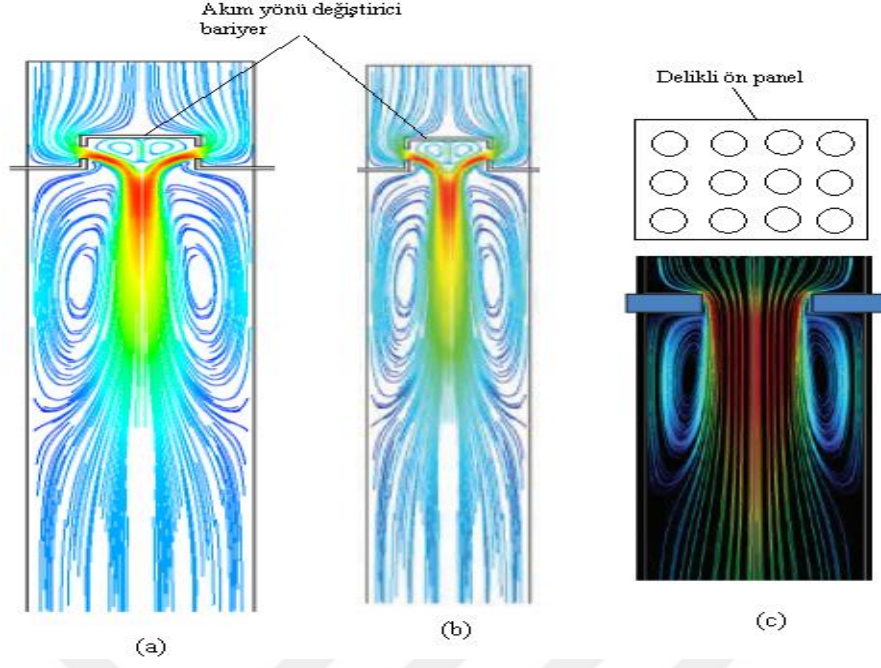 Akım yönü değiştirici
bariyer
Delikli ön panel
(a)
(b)
(c)